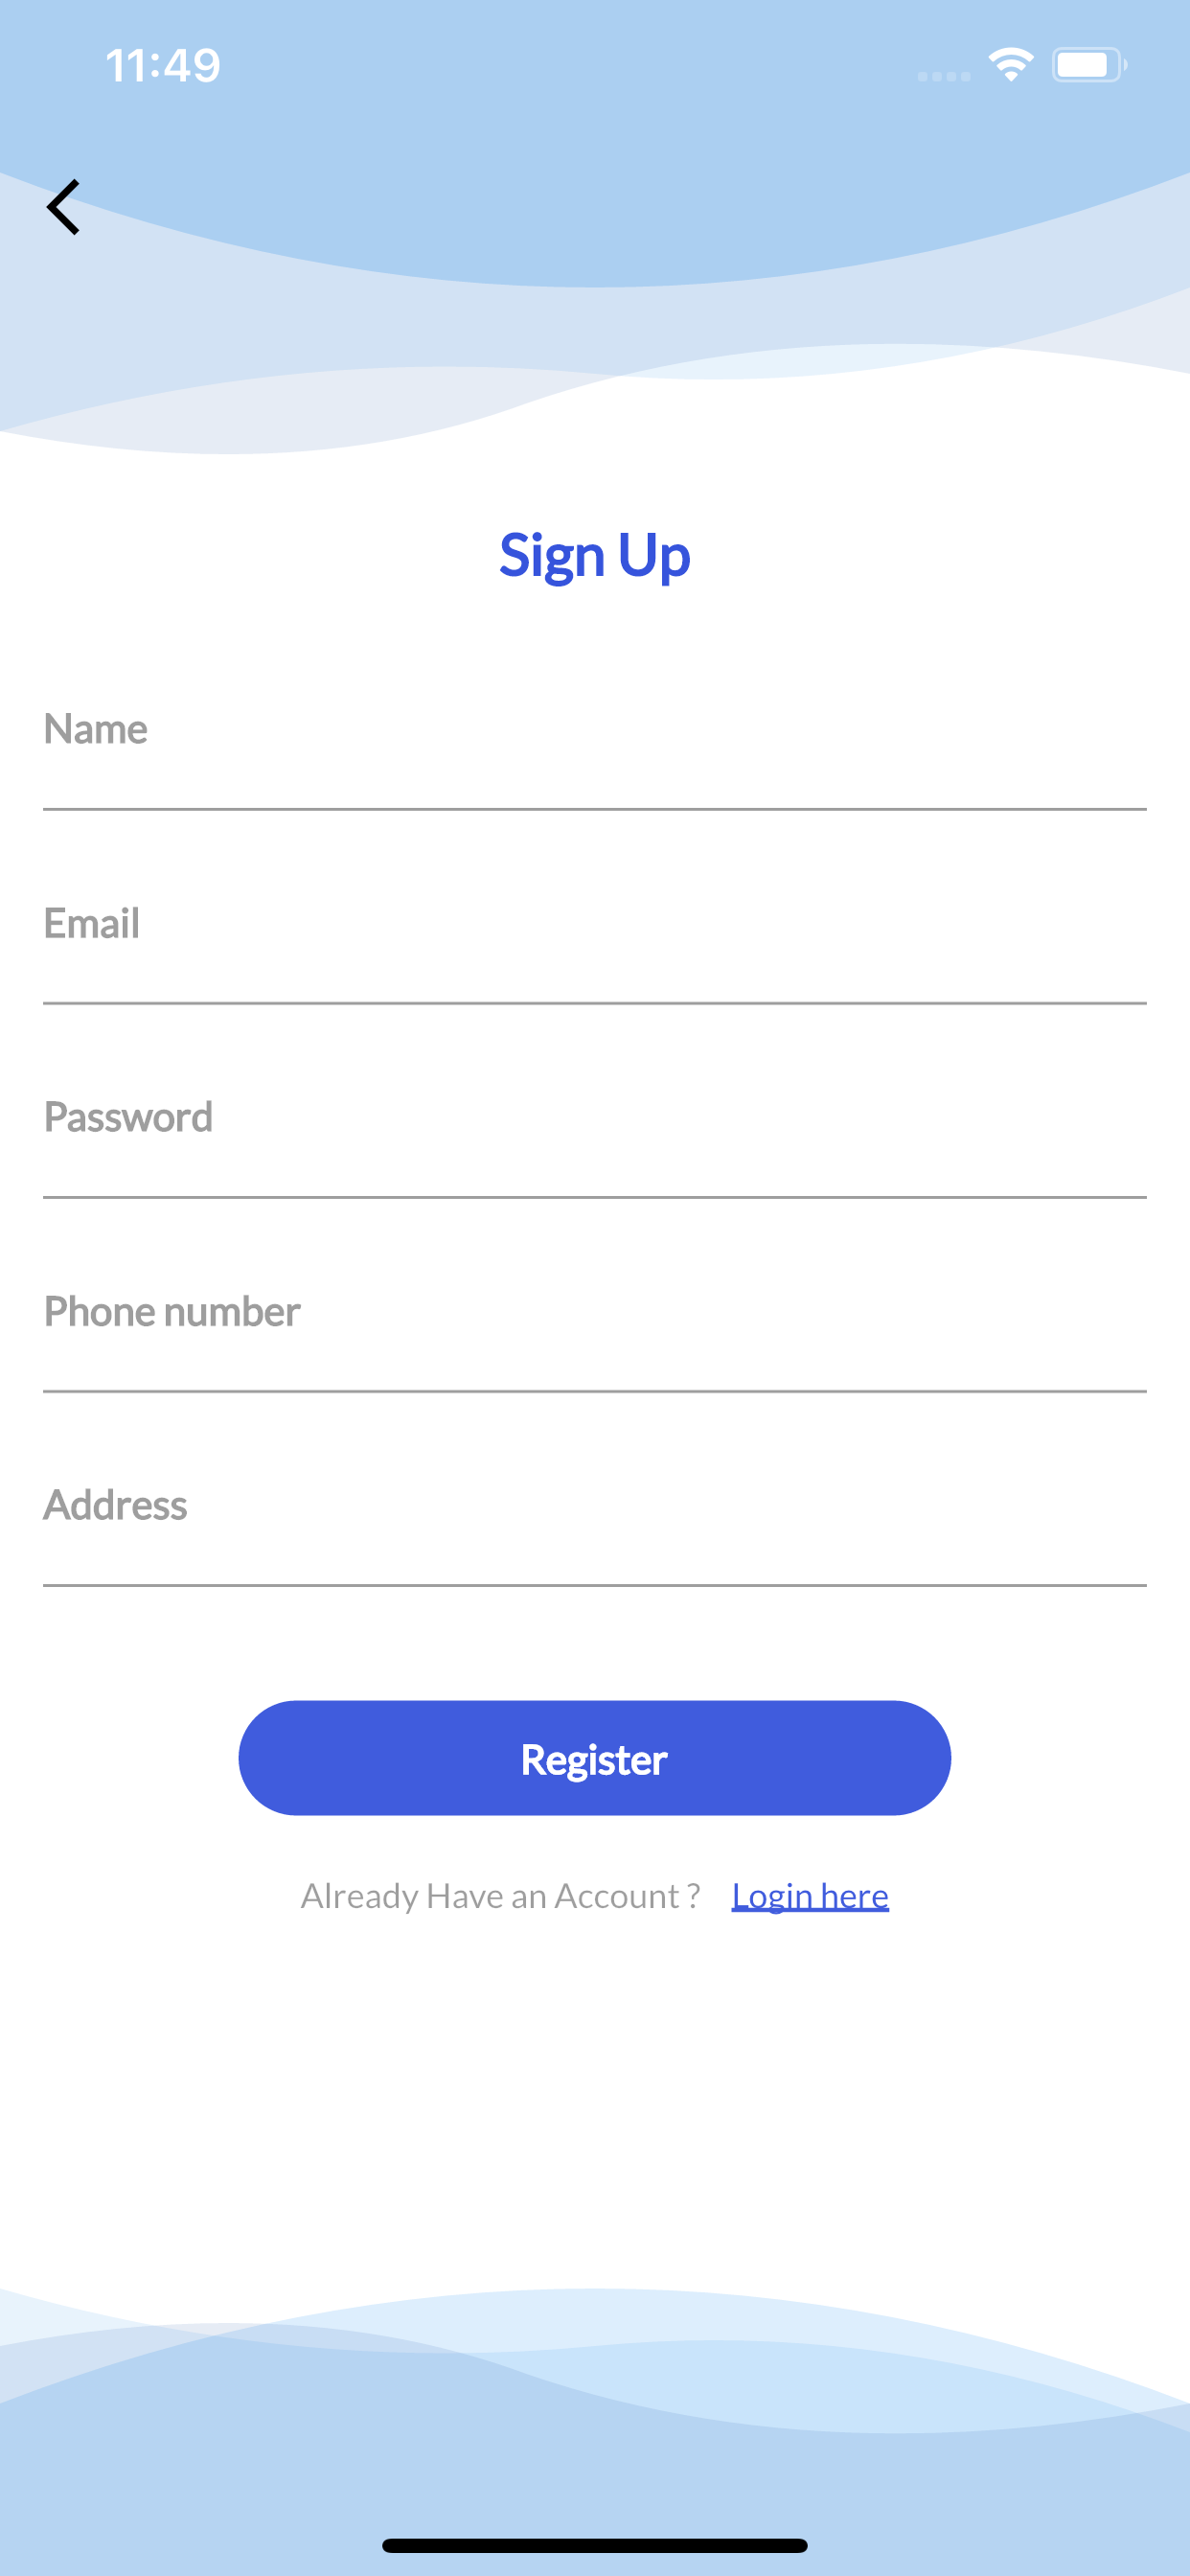 11:49
Sign Up
Name
Email
Password
Phone number
Address
Register
Already Have an Account ? Login here